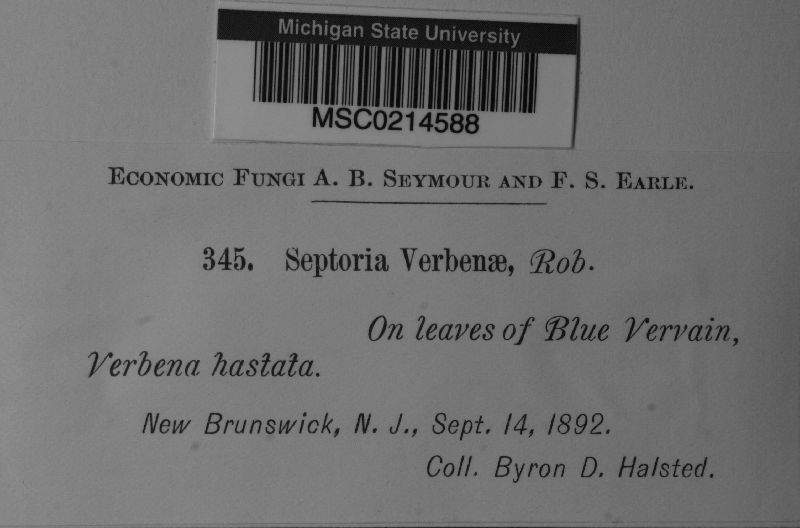 Michigan State University
MSC0214588
Economic Fungi A. B. Seymour and F. S. Earle.
345. Septoria Verbenæ, Rob.
On leaves of Blue Vervain,
Verbena hastata.
New Brunswick, N. J., Sept. 14, 1892.
Coll. Byron D. Halsted.